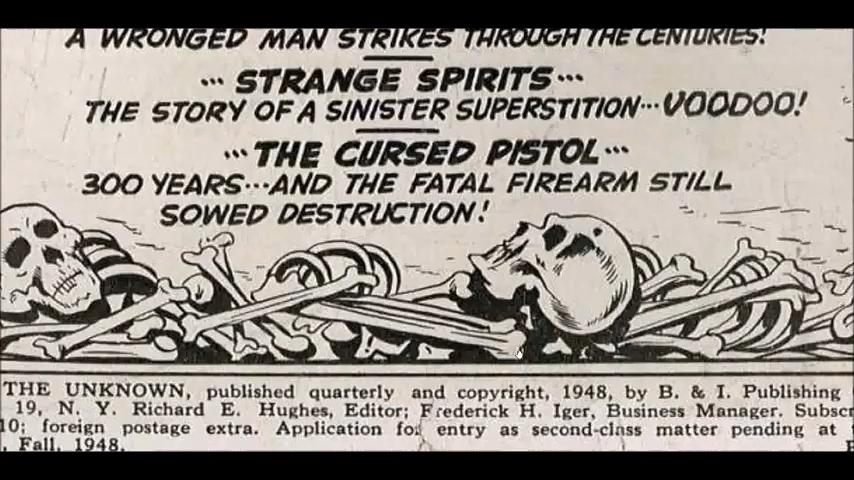 A WRONGED MAN STRIKES THROUGH THE CENTURIES!
... STRANGE SPIRITS ...
THE STORY OF A SINISTER SUPERSTITION... VOODOO!
... THE CURSED PISTOL ...
300 YEARS... AND THE FATAL FIREARM STILL
SOWED DESTRUCTION!
THE UNKNOWN, published quarterly and copyright, 1948, by B. & I. Publishing
19, N. Y. Richard E. Hughes, Editor; Frederick H. Iger, Business Manager. Subscr
10; foreign postage extra. Application for entry as second-class matter pending at
, Fall, 1948.